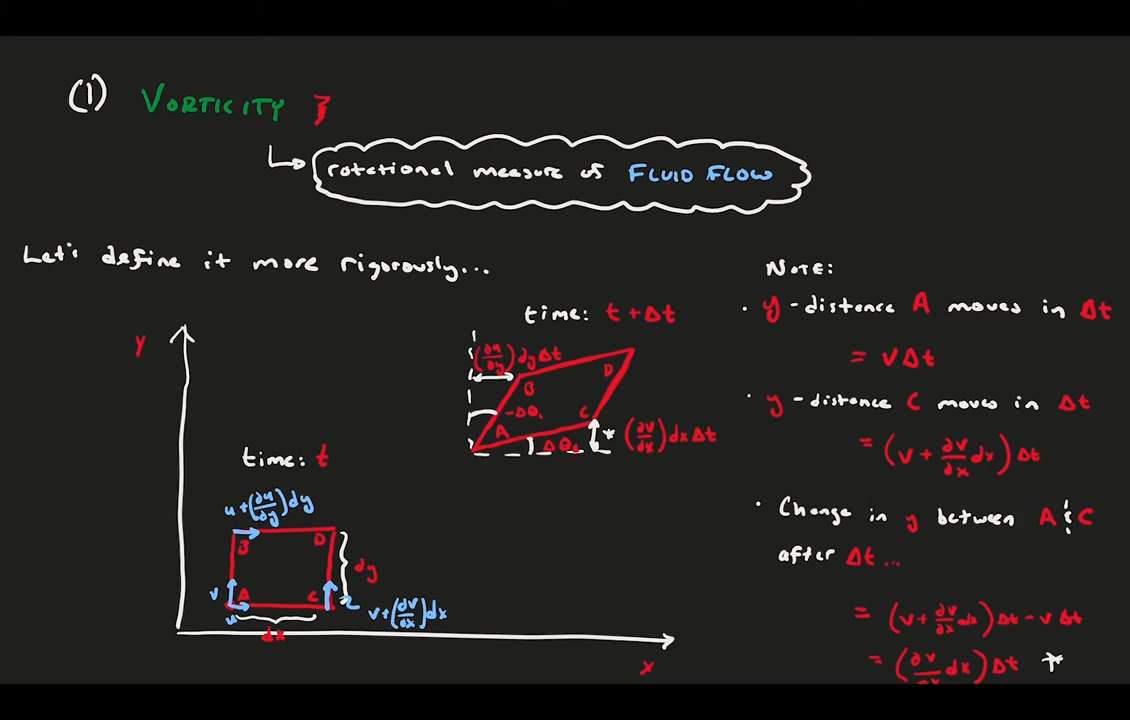 (1) VORTICITY ξ
rotational measure of FLUID FLOW
Let's define it more rigorously...
NOTE:
· y-distance A moves in Δt
= vΔt
· y-distance C moves in Δt
= (v + ∂v/∂x dx) Δt
· Change in y between A & C
after Δt...
= (v + ∂v/∂x dx) Δt - v Δt
= (∂v/∂x dx) Δt *
time: t + Δt
(∂u/∂y) dy Δt
B
D
-Δθ₁
A
C
Δθ₂
* (∂v/∂x) dx Δt
y
time: t
u + (∂u/∂y) dy
B
D
dy
v
A
C
u
v + (∂v/∂x) dx
dx
x